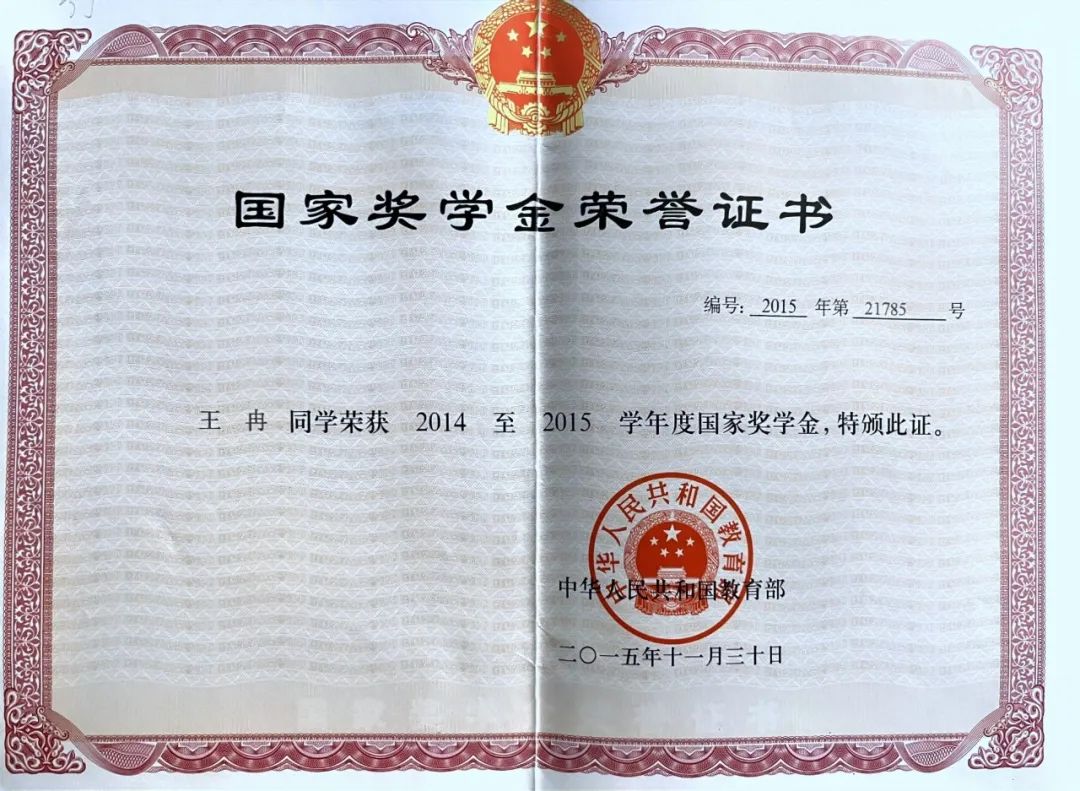 国家奖学金荣誉证书
编号: 2015 年第 21785 号
王 冉 同学荣获 2014 至 2015 学年度国家奖学金,特颁此证。
中华人民共和国教育部
中华人民共和国教育部
二〇一五年十一月三十日